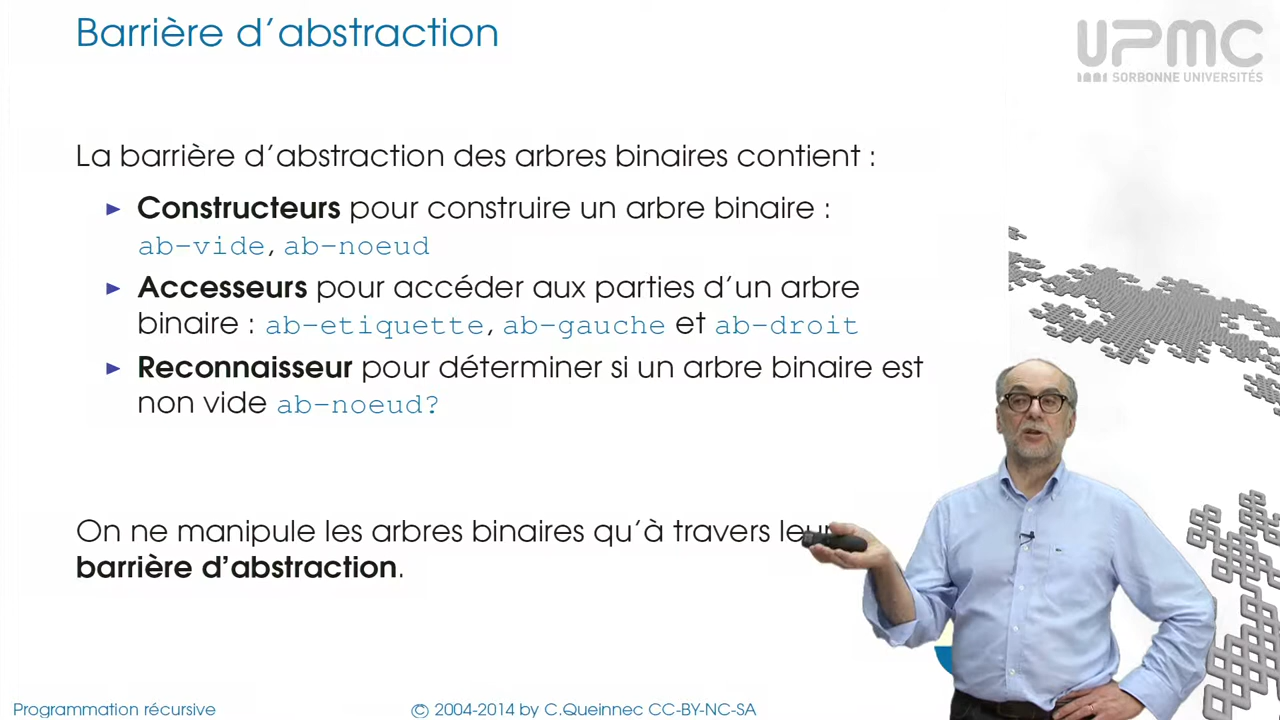 Barrière d'abstraction
UPMC
SORBONNE UNIVERSITÉS
La barrière d'abstraction des arbres binaires contient :
► Constructeurs pour construire un arbre binaire :
ab-vide, ab-noeud
► Accesseurs pour accéder aux parties d'un arbre
binaire : ab-etiquette, ab-gauche et ab-droit
► Reconnaisseur pour déterminer si un arbre binaire est
non vide ab-noeud?
On ne manipule les arbres binaires qu'à travers leur
barrière d'abstraction.
Programmation récursive
© 2004-2014 by C.Queinnec CC-BY-NC-SA